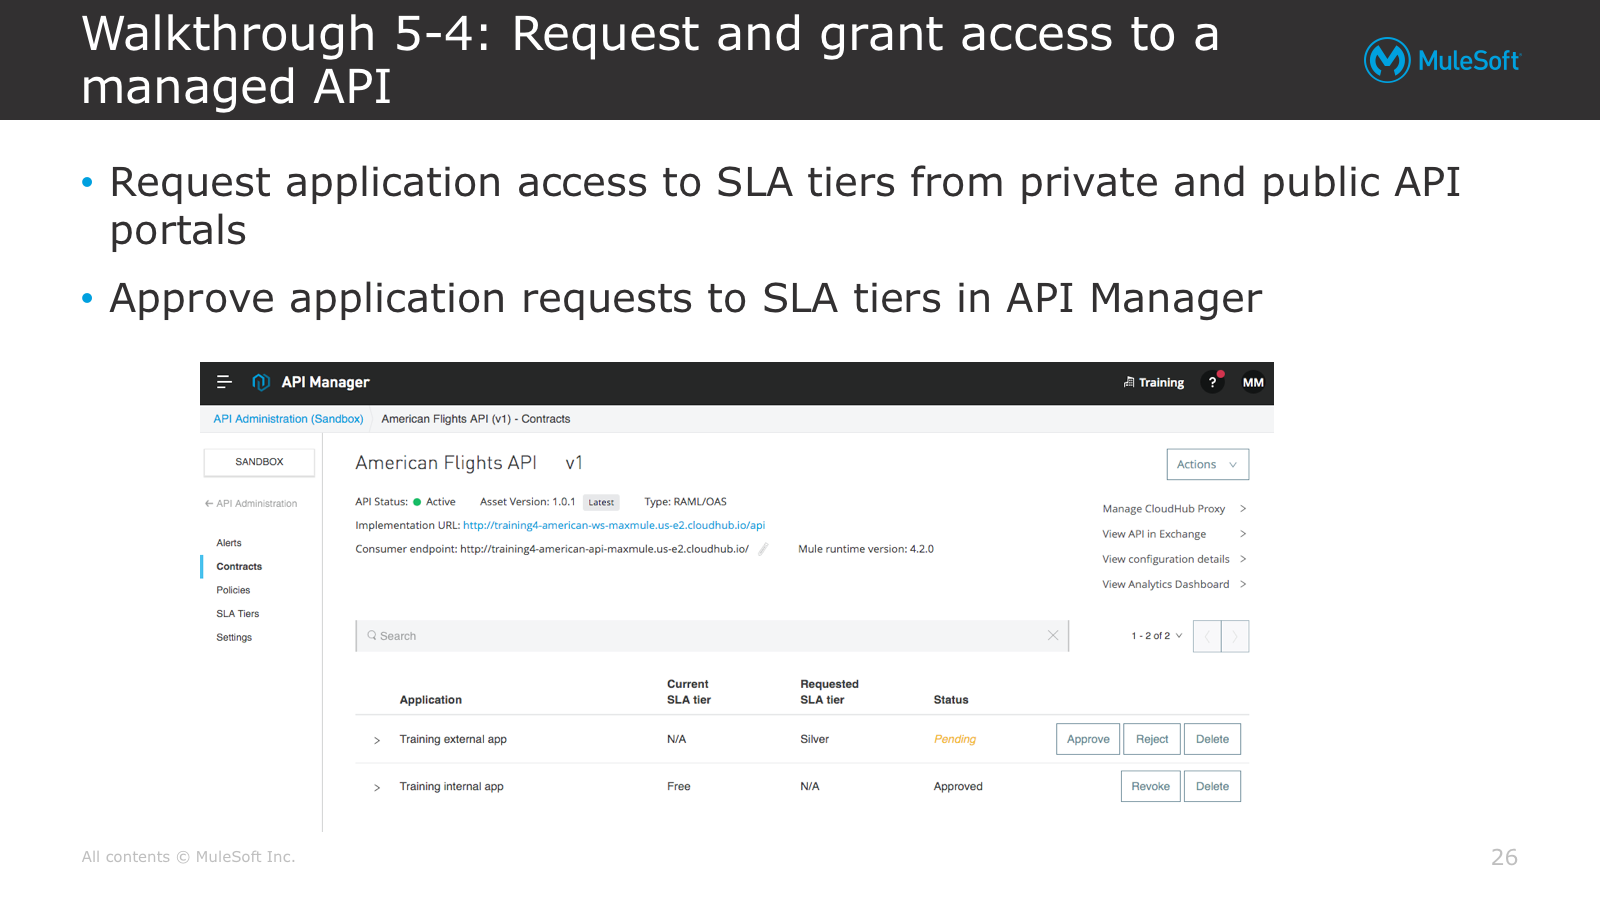 Walkthrough 5-4: Request and grant access to a
managed API
MuleSoft
• Request application access to SLA tiers from private and public API
portals
• Approve application requests to SLA tiers in API Manager
API Manager
Training
?
MM
API Administration (Sandbox)
American Flights API (v1) - Contracts
SANDBOX
← API Administration
Alerts
Contracts
Policies
SLA Tiers
Settings
American Flights API v1
Actions
API Status: Active Asset Version: 1.0.1 Latest Type: RAML/OAS
Implementation URL: http://training4-american-ws-maxmule.us-e2.cloudhub.io/api
Consumer endpoint: http://training4-american-api-maxmule.us-e2.cloudhub.io/ Mule runtime version: 4.2.0
Manage CloudHub Proxy >
View API in Exchange >
View configuration details >
View Analytics Dashboard >
Search
1 - 2 of 2
Application Current SLA tier Requested SLA tier Status
> Training external app N/A Silver Pending Approve Reject Delete
> Training internal app Free N/A Approved Revoke Delete
All contents © MuleSoft Inc.
26